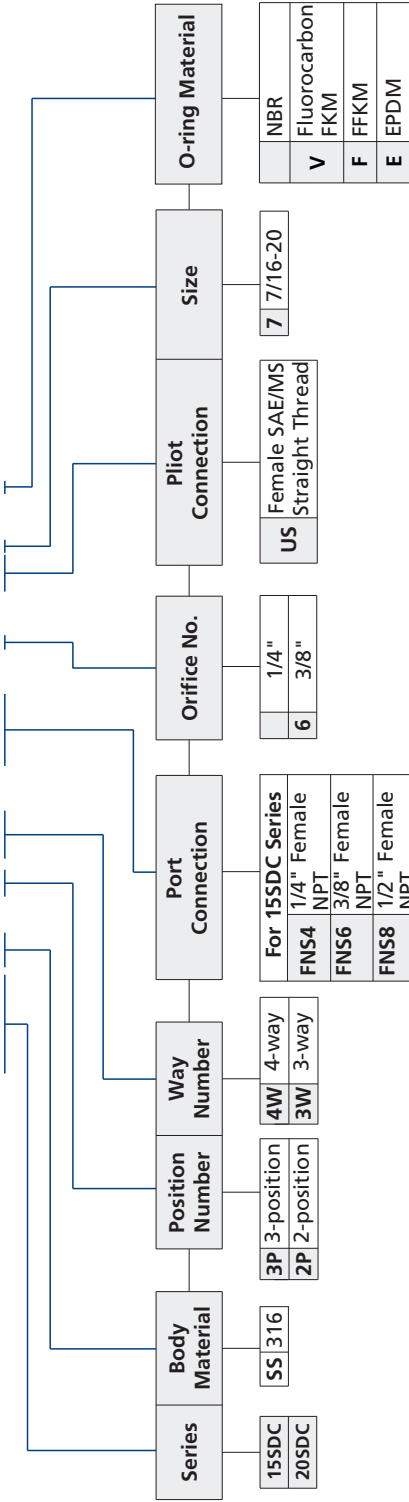 Series
Body
Material
Position
Number
Way
Number
Port
Connection
Orifice No.
Pliot
Connection
Size
O-ring Material
15SDC
20SDC
SS 316
3P 3-position
2P 2-position
4W 4-way
3W 3-way
For 15SDC Series
FNS4 1/4" Female
NPT
FNS6 3/8" Female
NPT
FNS8 1/2" Female
NPT
1/4"
6 3/8"
US Female SAE/MS
Straight Thread
7 7/16-20
NBR
V Fluorocarbon
FKM
F FFKM
E EPDM